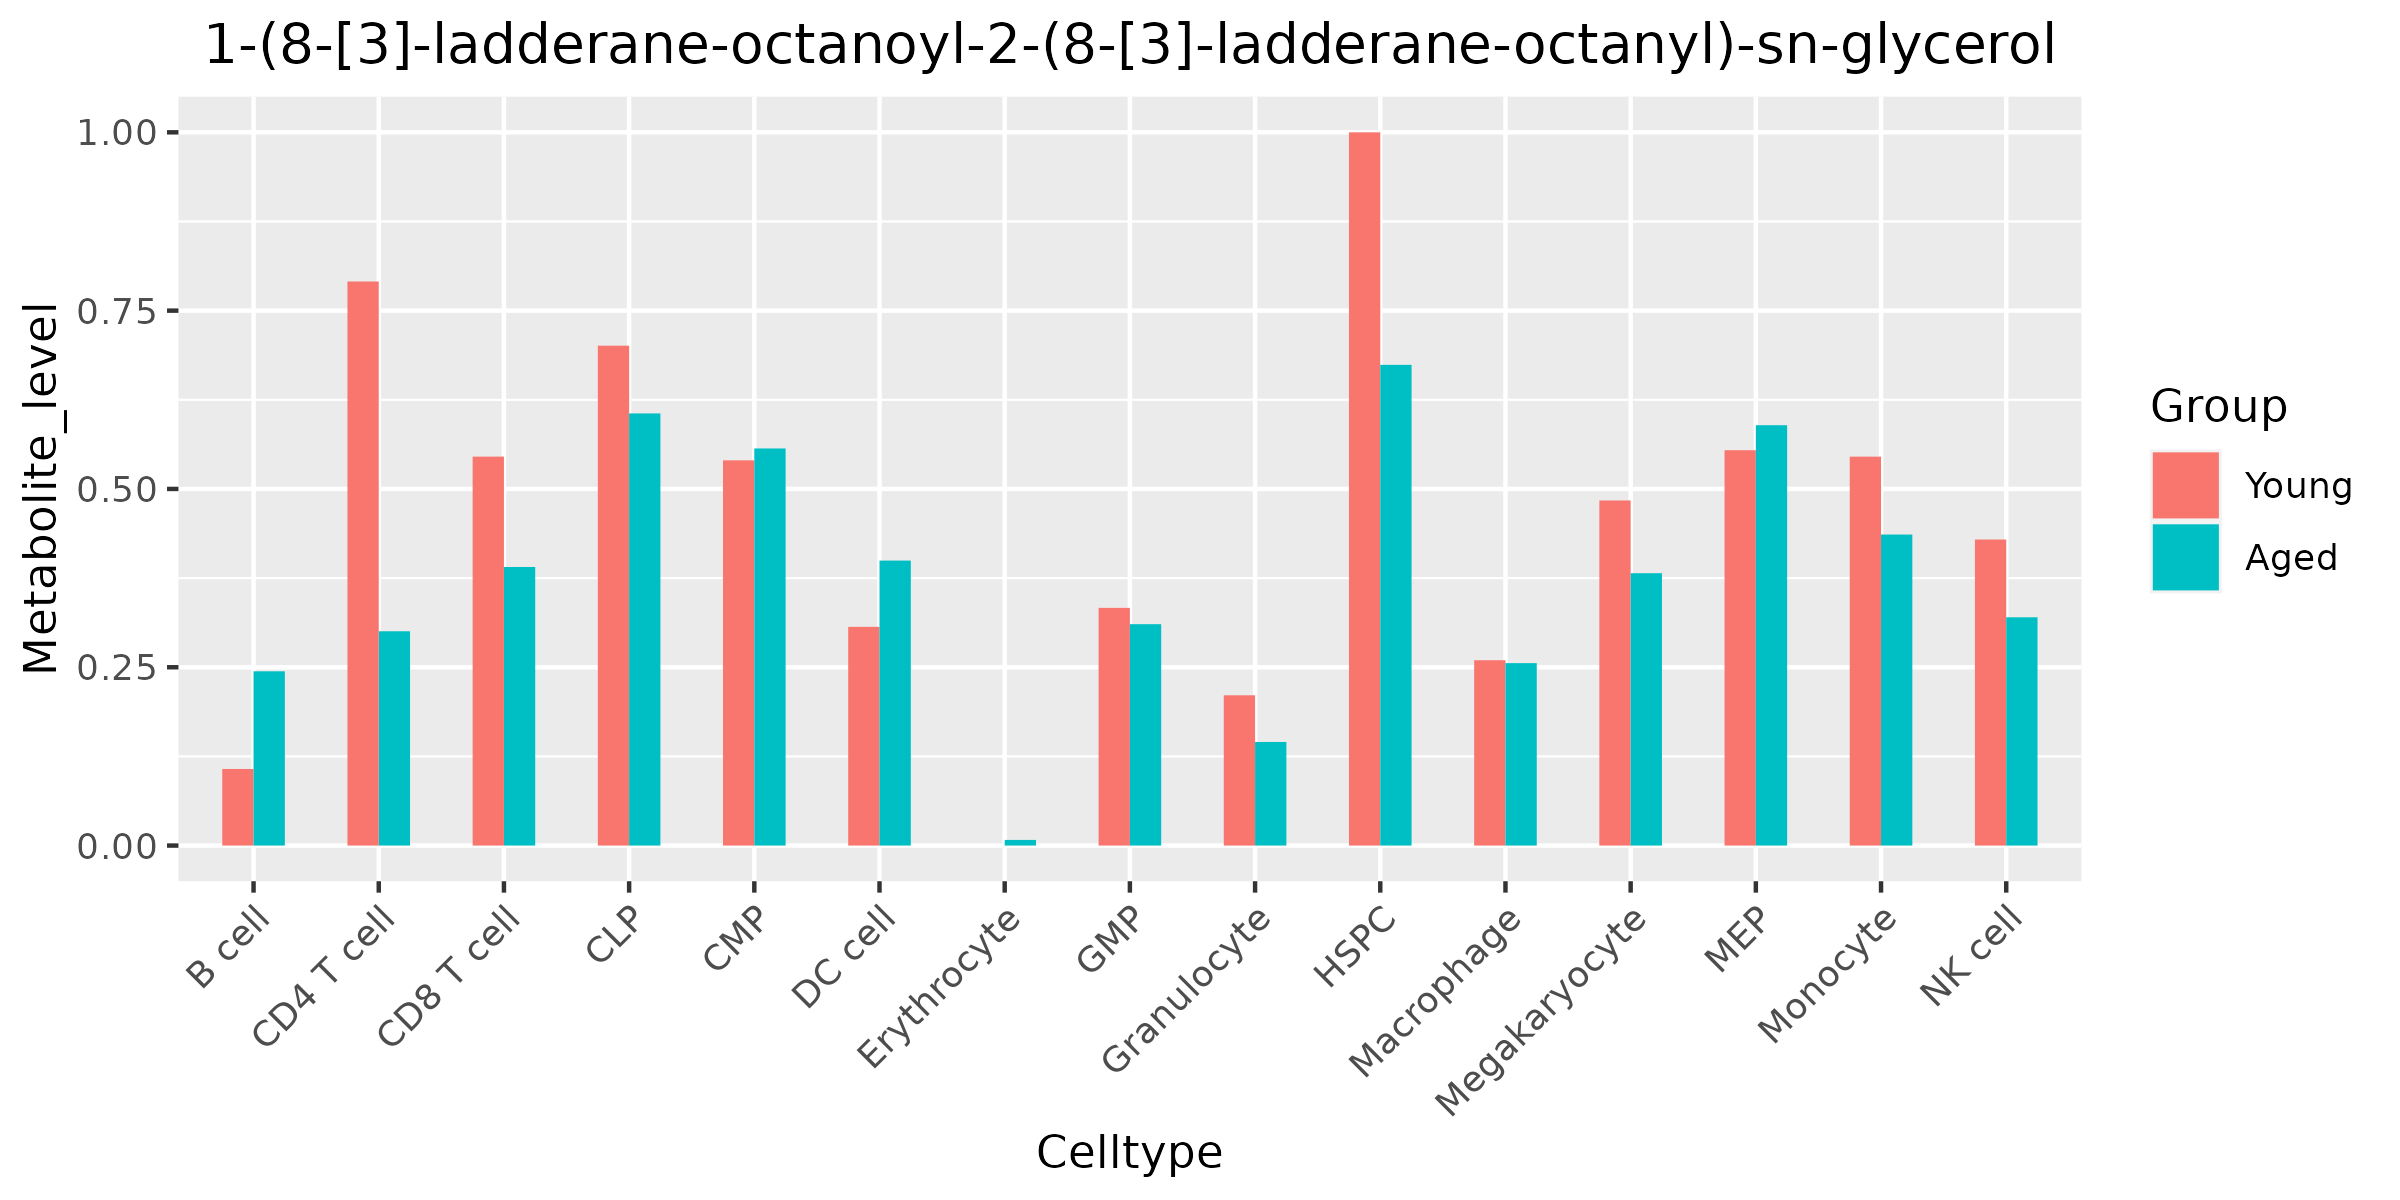 1-(8-[3]-ladderane-octanoyl-2-(8-[3]-ladderane-octanyl)-sn-glycerol
Metabolite_level
1.00
0.75
0.50
0.25
0.00
B cell
CD4 T cell
CD8 T cell
CLP
CMP
DC cell
Erythrocyte
GMP
Granulocyte
HSPC
Macrophage
Megakaryocyte
MEP
Monocyte
NK cell
Celltype
Group
Young
Aged